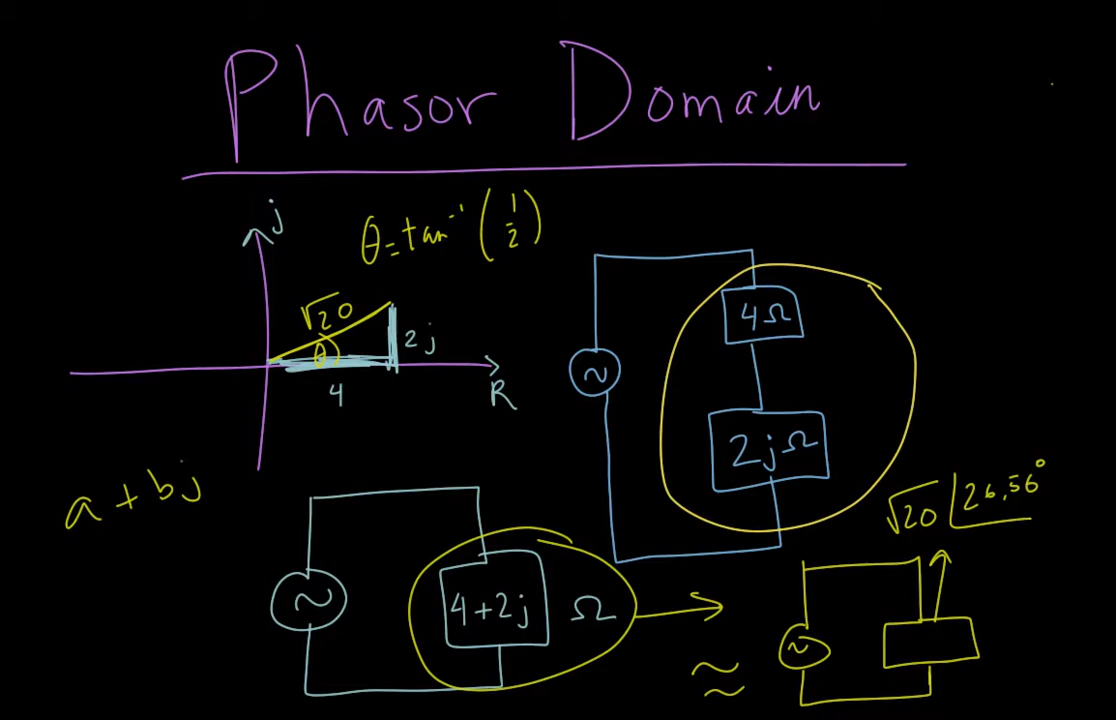 Phasor Domain
j
θ = tan⁻¹ (1/2)
√20
θ
2j
4
R
4Ω
2jΩ
a + bj
√20 ∠26,56°
~
4+2j Ω
~
~
≈